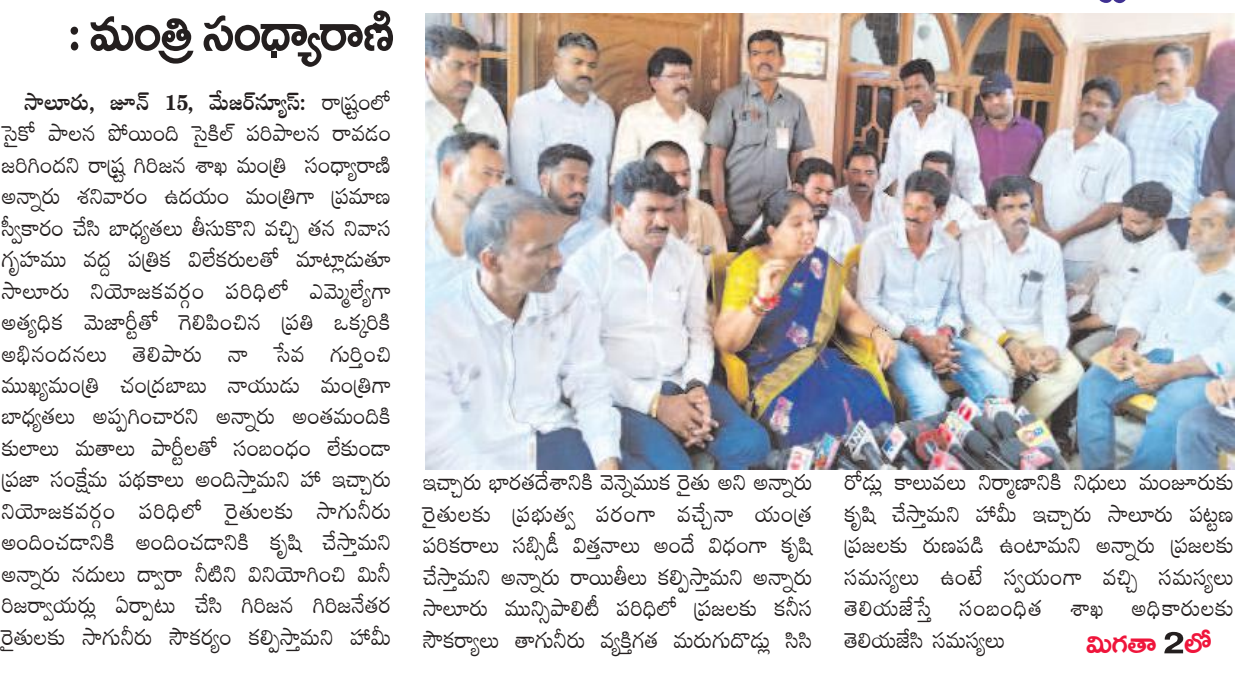 : మంత్రి సంధ్యారాణి
సాలూరు, జూన్ 15, మేజర్‌న్యూస్: రాష్ట్రంలో
సైకో పాలన పోయింది సైకిల్ పరిపాలన రావడం
జరిగిందని రాష్ట్ర గిరిజన శాఖ మంత్రి సంధ్యారాణి
అన్నారు శనివారం ఉదయం మంత్రిగా ప్రమాణ
స్వీకారం చేసి బాధ్యతలు తీసుకొని వచ్చి తన నివాస
గృహము వద్ద పత్రిక విలేకరులతో మాట్లాడుతూ
సాలూరు నియోజకవర్గం పరిధిలో ఎమ్మెల్యేగా
అత్యధిక మెజార్టీతో గెలిపించిన ప్రతి ఒక్కరికి
అభినందనలు తెలిపారు నా సేవ గుర్తించి
ముఖ్యమంత్రి చంద్రబాబు నాయుడు మంత్రిగా
బాధ్యతలు అప్పగించారని అన్నారు అంతమందికి
కులాలు మతాలు పార్టీలతో సంబంధం లేకుండా
ప్రజా సంక్షేమ పథకాలు అందిస్తామని హా ఇచ్చారు
నియోజకవర్గం పరిధిలో రైతులకు సాగునీరు
అందించడానికి అందించడానికి కృషి చేస్తామని
అన్నారు నదులు ద్వారా నీటిని వినియోగించి మినీ
రిజర్వాయర్లు ఏర్పాటు చేసి గిరిజన గిరిజనేతర
రైతులకు సాగునీరు సౌకర్యం కల్పిస్తామని హామీ
ఇచ్చారు భారతదేశానికి వెన్నెముక రైతు అని అన్నారు
రైతులకు ప్రభుత్వ పరంగా వచ్చేనా యంత్ర
పరికరాలు సబ్సిడీ విత్తనాలు అందే విధంగా కృషి
చేస్తామని అన్నారు రాయితీలు కల్పిస్తామని అన్నారు
సాలూరు మున్సిపాలిటీ పరిధిలో ప్రజలకు కనీస
సౌకర్యాలు తాగునీరు వ్యక్తిగత మరుగుదొడ్లు సిసి
రోడ్లు కాలువలు నిర్మాణానికి నిధులు మంజూరుకు
కృషి చేస్తామని హామీ ఇచ్చారు సాలూరు పట్టణ
ప్రజలకు రుణపడి ఉంటామని అన్నారు ప్రజలకు
సమస్యలు ఉంటే స్వయంగా వచ్చి సమస్యలు
తెలియజేస్తే సంబంధిత శాఖ అధికారులకు
తెలియజేసి సమస్యలు
మిగతా 2లో